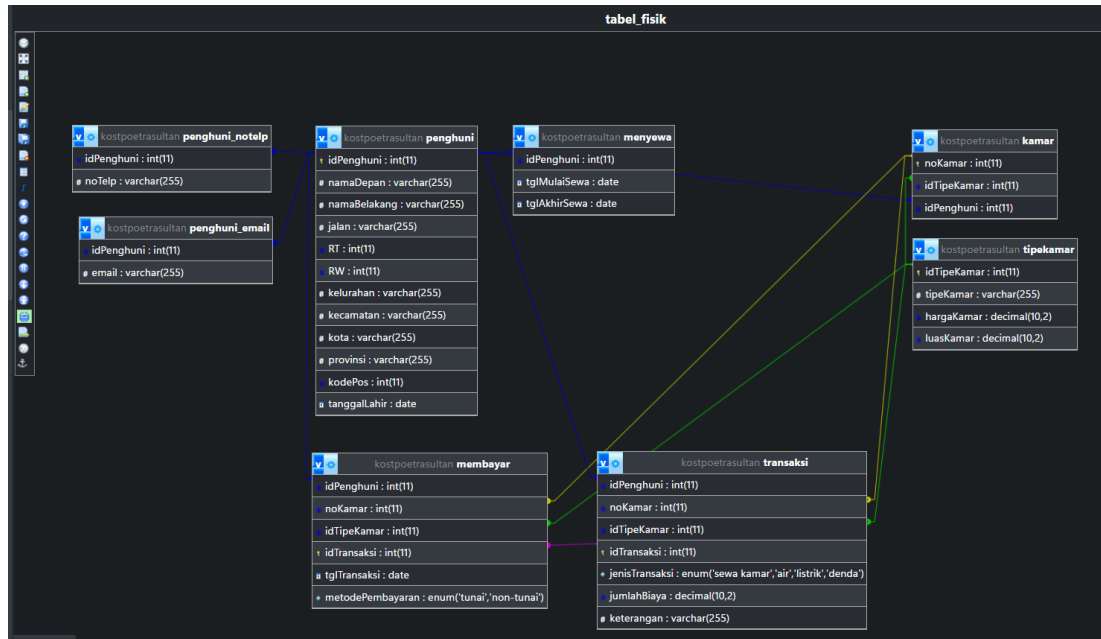 tabel_fisik
kostpoetrasultan penghuni_notelp
idPenghuni : int(11)
noTelp : varchar(255)
kostpoetrasultan penghuni_email
idPenghuni : int(11)
email : varchar(255)
kostpoetrasultan penghuni
idPenghuni : int(11)
namaDepan : varchar(255)
namaBelakang : varchar(255)
jalan : varchar(255)
RT : int(11)
RW : int(11)
kelurahan : varchar(255)
kecamatan : varchar(255)
kota : varchar(255)
provinsi : varchar(255)
kodePos : int(11)
tanggalLahir : date
kostpoetrasultan menyewa
idPenghuni : int(11)
tglMulaiSewa : date
tglAkhirSewa : date
kostpoetrasultan kamar
noKamar : int(11)
idTipeKamar : int(11)
idPenghuni : int(11)
kostpoetrasultan tipekamar
idTipeKamar : int(11)
tipeKamar : varchar(255)
hargaKamar : decimal(10,2)
luasKamar : decimal(10,2)
kostpoetrasultan membayar
idPenghuni : int(11)
noKamar : int(11)
idTipeKamar : int(11)
idTransaksi : int(11)
tglTransaksi : date
metodePembayaran : enum('tunai','non-tunai')
kostpoetrasultan transaksi
idPenghuni : int(11)
noKamar : int(11)
idTipeKamar : int(11)
idTransaksi : int(11)
jenisTransaksi : enum('sewa kamar','air','listrik','denda')
jumlahBiaya : decimal(10,2)
keterangan : varchar(255)